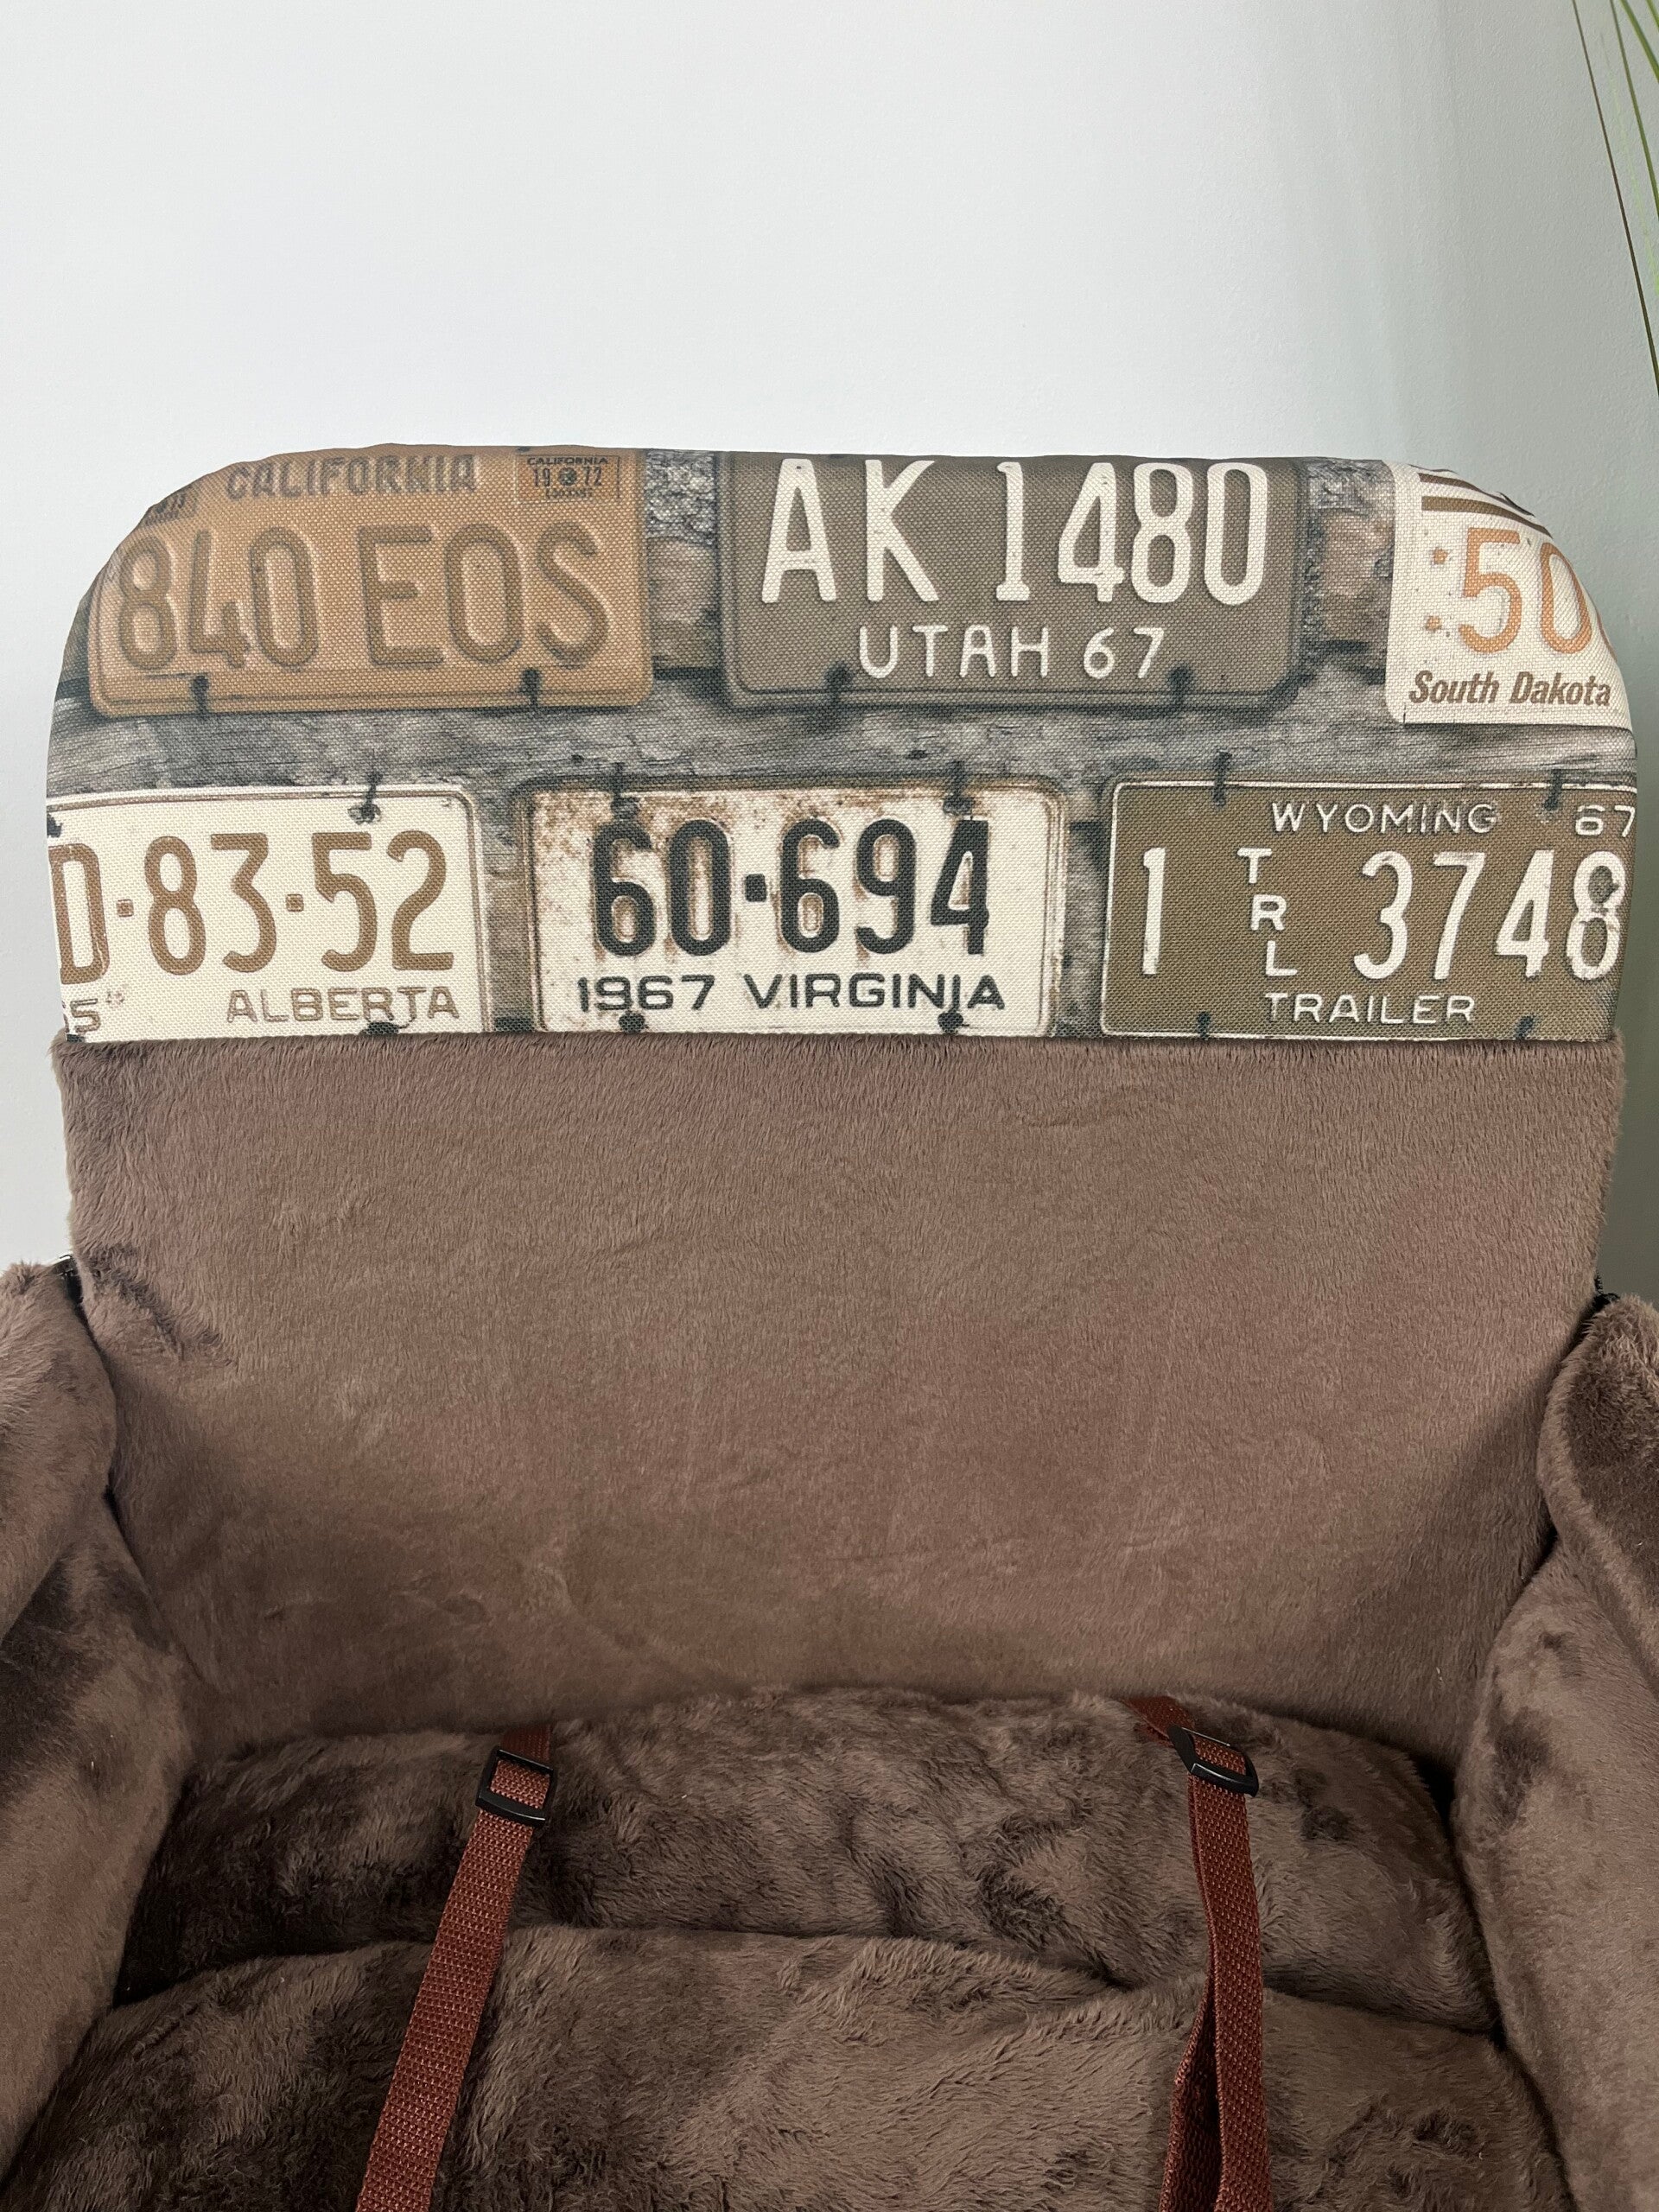 CALIFORNIA
CALIFORNIA
19 72
840 EOS
AK 1480
UTAH 67
50
South Dakota
D·83·52
65 ALBERTA
60·694
1967 VIRGINIA
WYOMING 67
1 TRL 3748
TRAILER